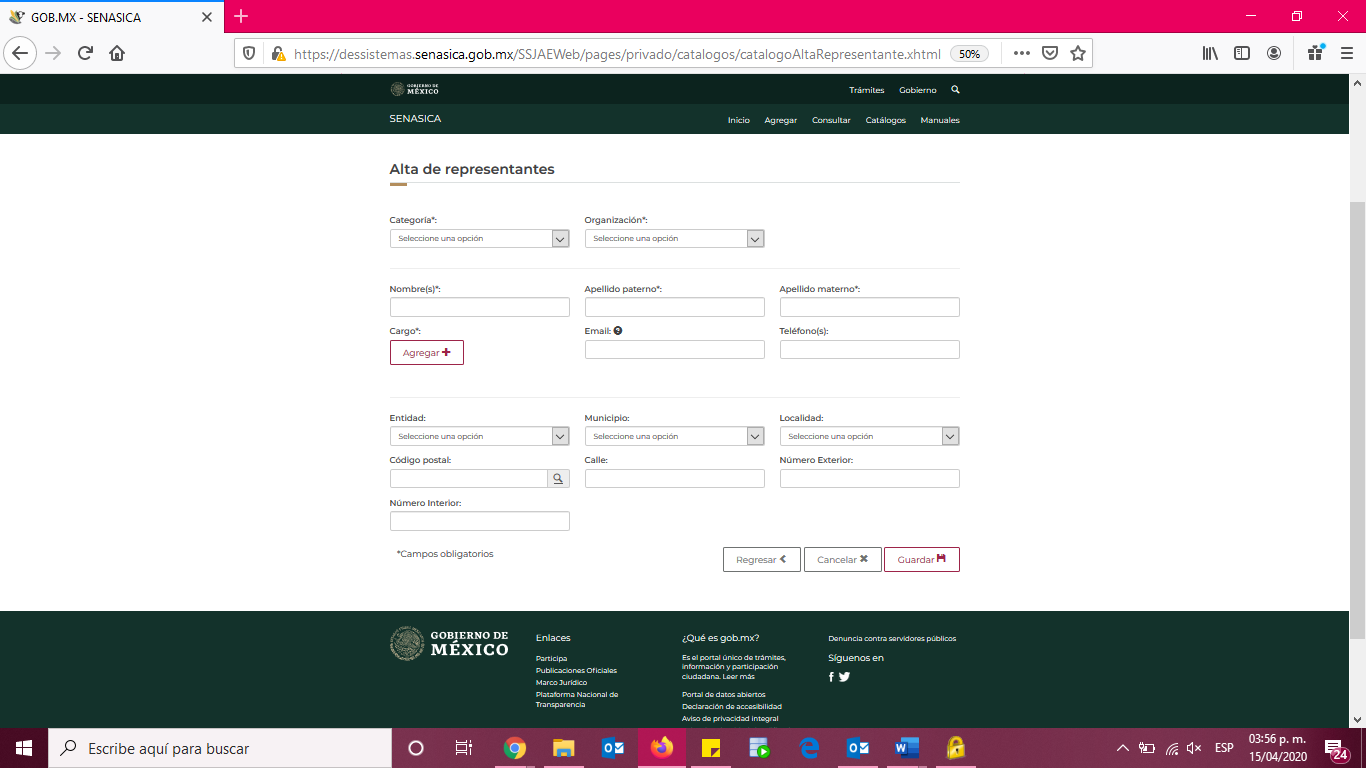 GOB.MX - SENASICA
https://dessistemas.senasica.gob.mx/SSJAEWeb/pages/privado/catalogos/catalogoAltaRepresentante.xhtml 50%
GOBIERNO DE MÉXICO Trámites Gobierno
SENASICA Inicio Agregar Consultar Catálogos Manuales
Alta de representantes
Categoría*: Organización*:
Seleccione una opción Seleccione una opción
Nombre(s)*: Apellido paterno*: Apellido materno*:
Cargo*: Email: Teléfono(s):
Agregar
Entidad: Municipio: Localidad:
Seleccione una opción Seleccione una opción Seleccione una opción
Código postal: Calle: Número Exterior:
Número Interior:
*Campos obligatorios Regresar Cancelar Guardar
GOBIERNO DE
MÉXICO
Enlaces
Participa
Publicaciones Oficiales
Marco Jurídico
Plataforma Nacional de
Transparencia
¿Qué es gob.mx?
Es el portal único de trámites,
información y participación
ciudadana. Leer más
Portal de datos abiertos
Declaración de accesibilidad
Aviso de privacidad integral
Denuncia contra servidores públicos
Síguenos en
Escribe aquí para buscar
ESP
03:56 p. m.
15/04/2020
24